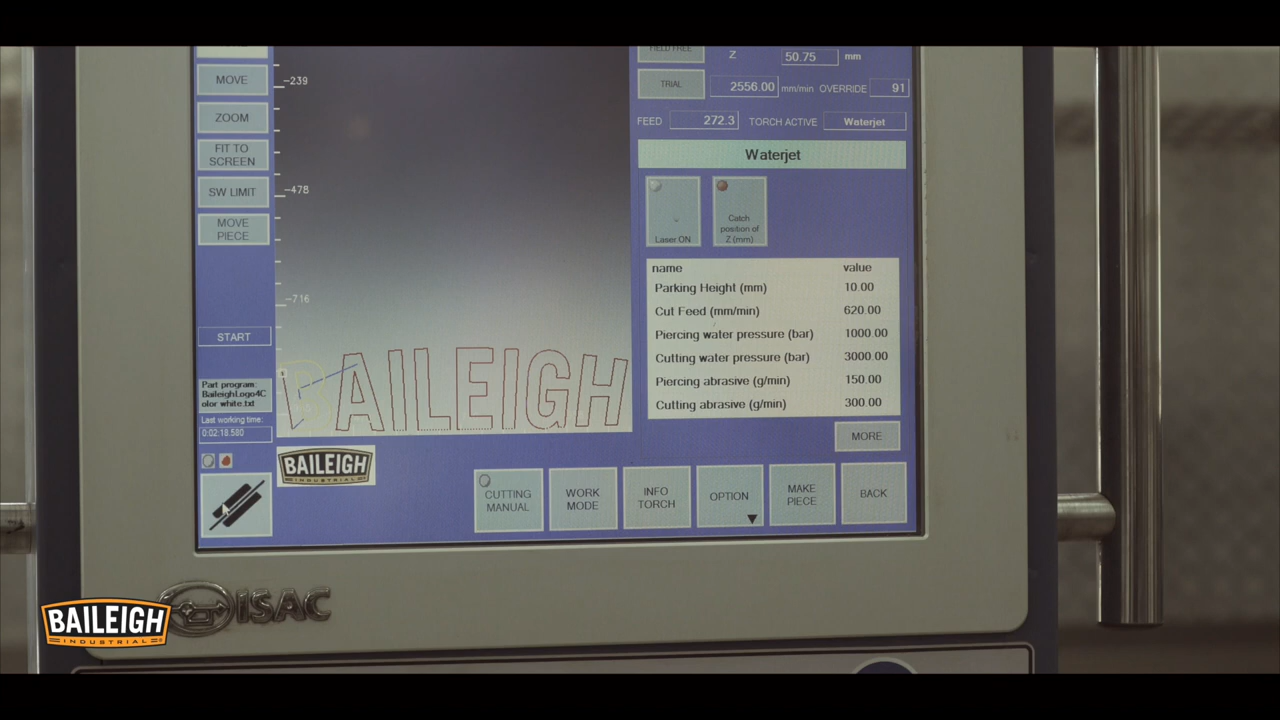 MOVE
ZOOM
FIT TO
SCREEN
SW LIMIT
MOVE
PIECE
START
Part program:
BaileighLogo4C
olor white.txt
Last working time:
0:02:18.580
-239
-478
-716
BAILEIGH
BAILEIGH
INDUSTRIAL
FIELD FREE
Z 50.75 mm
TRIAL 2556.00 mm/min OVERRIDE 91
FEED 272.3 TORCH ACTIVE Waterjet
Waterjet
Laser ON
Catch
position of
Z (mm)
name value
Parking Height (mm) 10.00
Cut Feed (mm/min) 620.00
Piercing water pressure (bar) 1000.00
Cutting water pressure (bar) 3000.00
Piercing abrasive (g/min) 150.00
Cutting abrasive (g/min) 300.00
MORE
CUTTING
MANUAL
WORK
MODE
INFO
TORCH
OPTION
MAKE
PIECE
BACK
ISAC
BAILEIGH
INDUSTRIAL